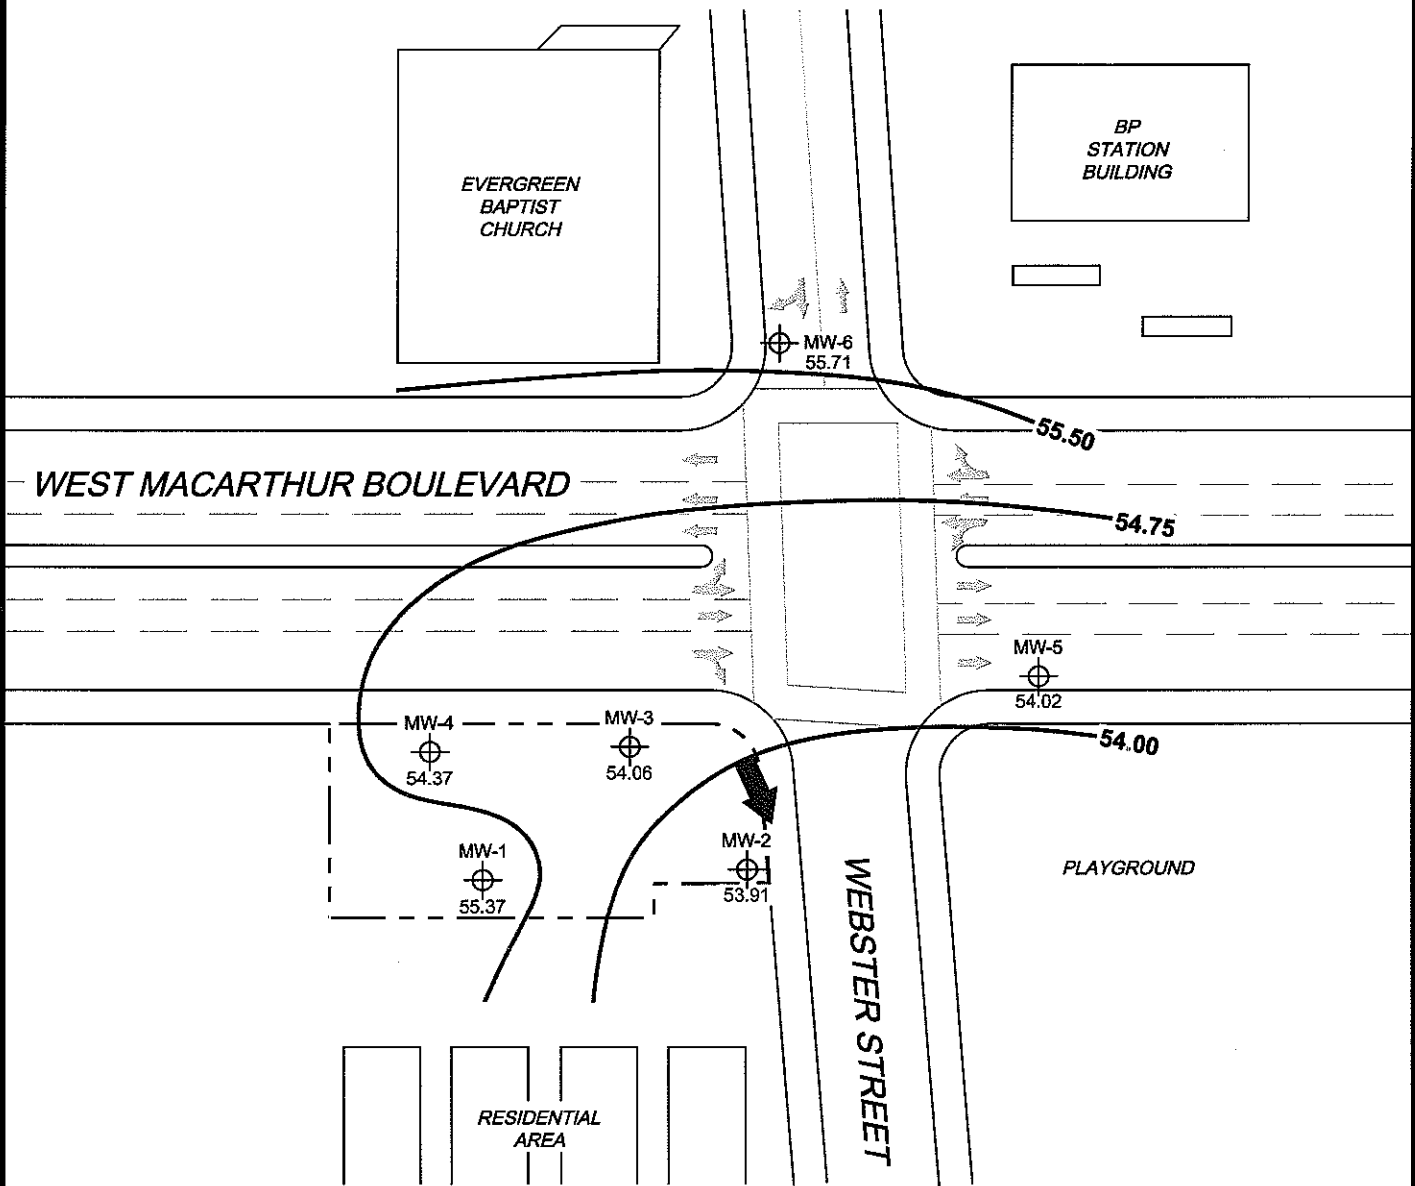 EVERGREEN
BAPTIST
CHURCH
BP
STATION
BUILDING
MW-6
55.71
55.50
WEST MACARTHUR BOULEVARD
54.75
MW-5
54.02
MW-4
54.37
MW-3
54.06
54.00
MW-1
55.37
MW-2
53.91
WEBSTER STREET
PLAYGROUND
RESIDENTIAL
AREA